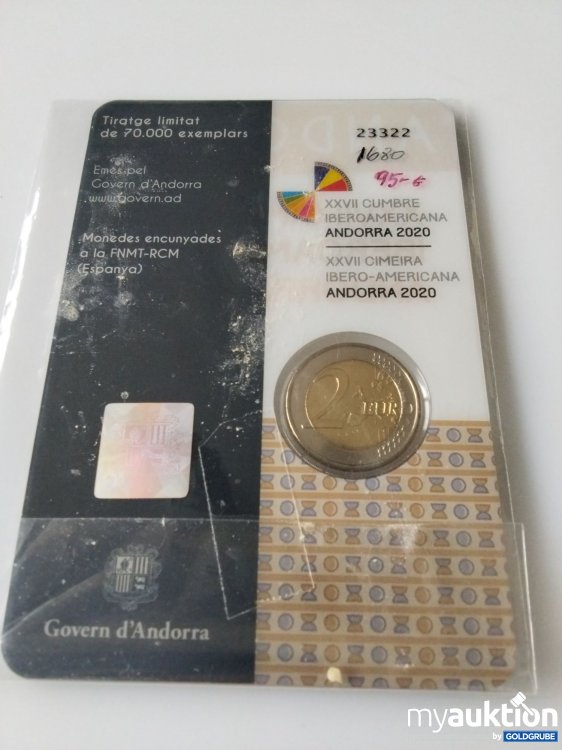 Tiratge limitat
de 70.000 exemplars
Emès pel
Govern d'Andorra
www.govern.ad
Monedes encunyades
a la FNMT-RCM
(Espanya)
Govern d'Andorra
23322
1680
95.-€
XXVII CUMBRE
IBEROAMERICANA
ANDORRA 2020
XXVII CIMEIRA
IBERO-AMERICANA
ANDORRA 2020
2 EURO
myauktion
by GOLDGRUBE